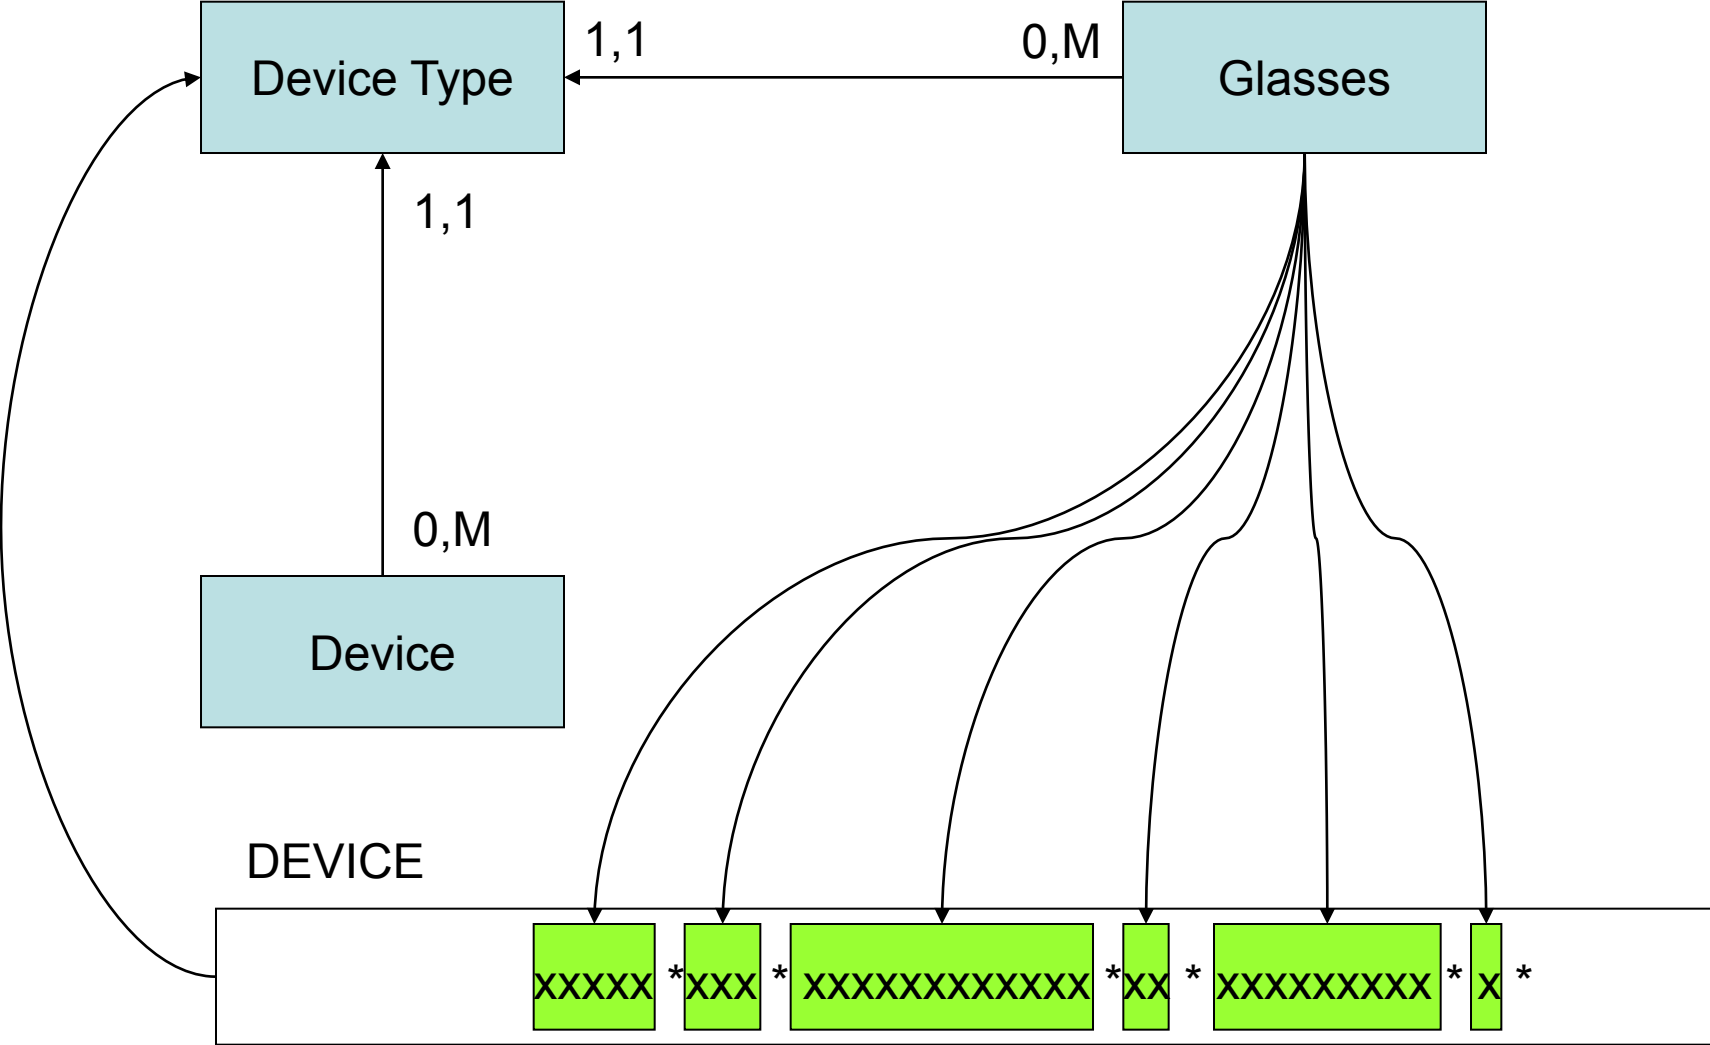 1,1
0,M
Device Type
Glasses
1,1
0,M
Device
DEVICE
xxxxx *xxx * xxxxxxxxxxxx *xx * xxxxxxxxx * x *